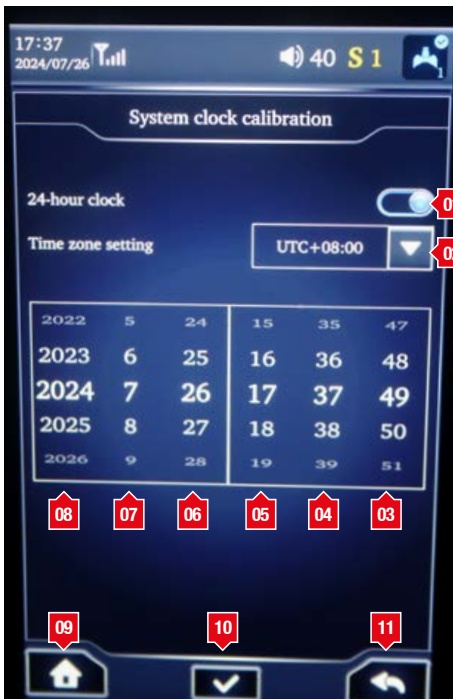 17:37
2024/07/26
40 S 1
1
System clock calibration
24-hour clock
01
Time zone setting
UTC+08:00
02
2022 5 24 15 35 47
2023 6 25 16 36 48
2024 7 26 17 37 49
2025 8 27 18 38 50
2026 9 28 19 39 51
08 07 06 05 04 03
09 10 11